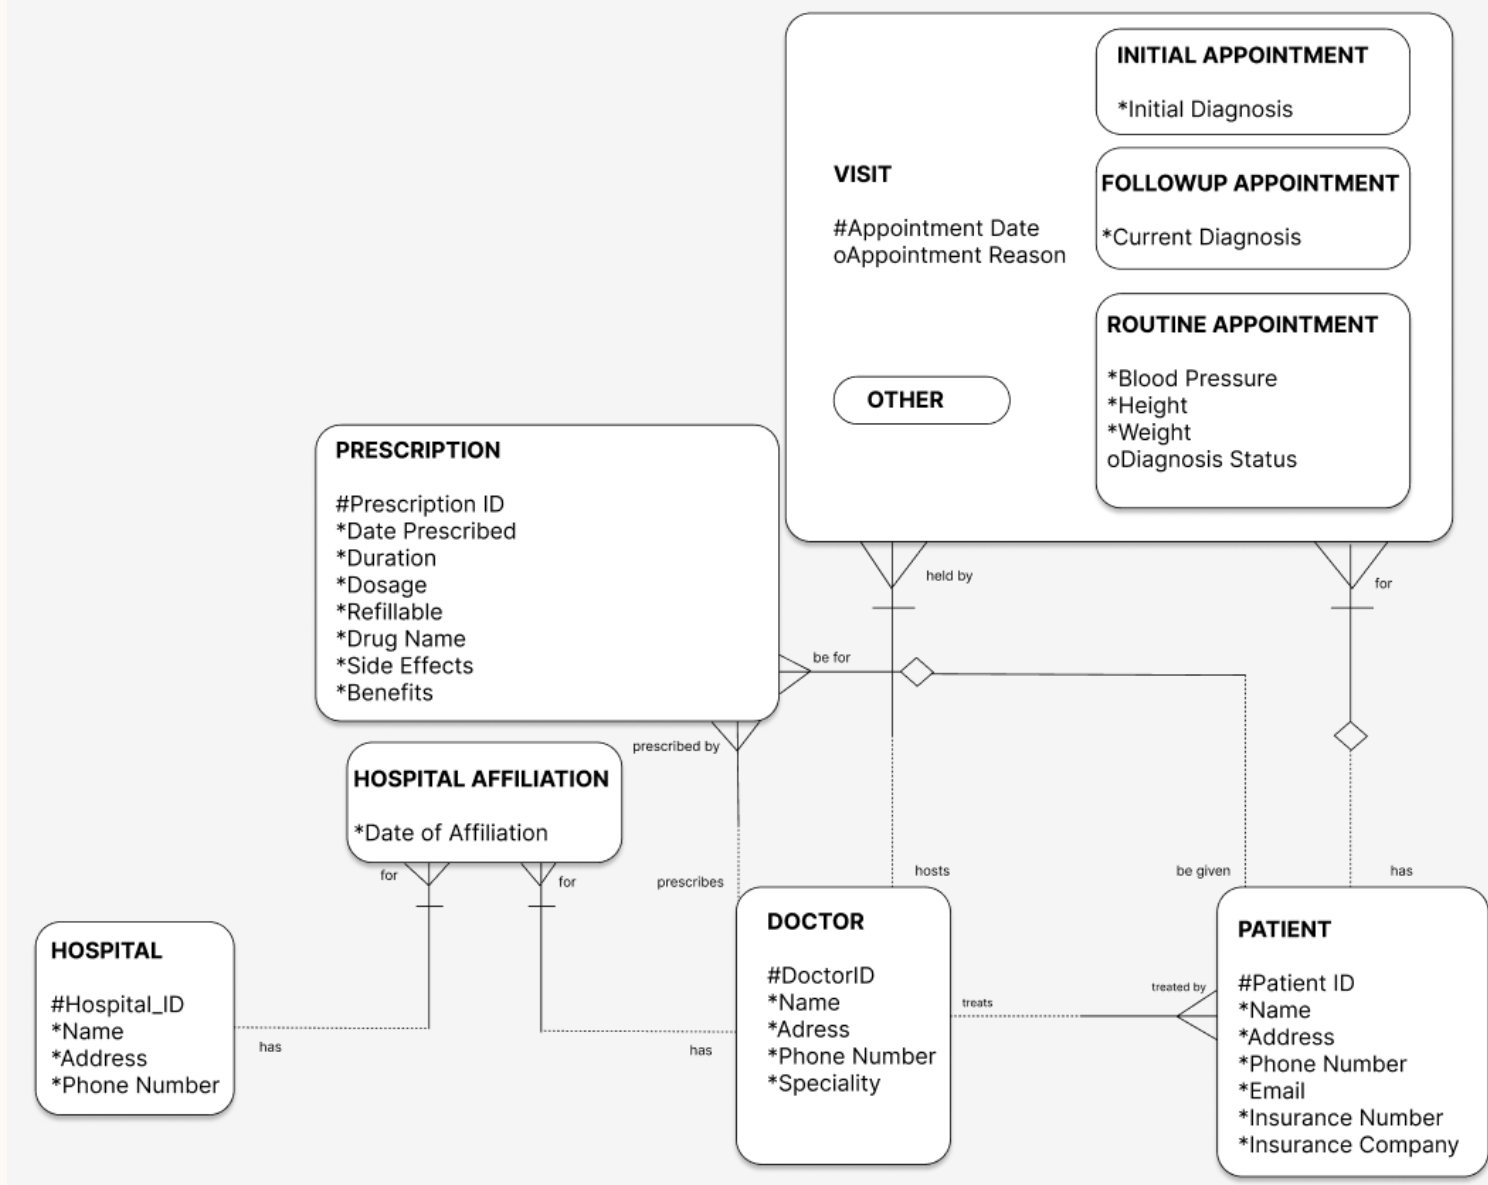 INITIAL APPOINTMENT
*Initial Diagnosis
VISIT
#Appointment Date
oAppointment Reason
FOLLOWUP APPOINTMENT
*Current Diagnosis
ROUTINE APPOINTMENT
*Blood Pressure
*Height
*Weight
oDiagnosis Status
OTHER
PRESCRIPTION
#Prescription ID
*Date Prescribed
*Duration
*Dosage
*Refillable
*Drug Name
*Side Effects
*Benefits
held by
for
be for
prescribed by
HOSPITAL AFFILIATION
*Date of Affiliation
for
for
prescribes
hosts
be given
has
HOSPITAL
#Hospital_ID
*Name
*Address
*Phone Number
has
has
DOCTOR
#DoctorID
*Name
*Adress
*Phone Number
*Speciality
treats
treated by
PATIENT
#Patient ID
*Name
*Address
*Phone Number
*Email
*Insurance Number
*Insurance Company